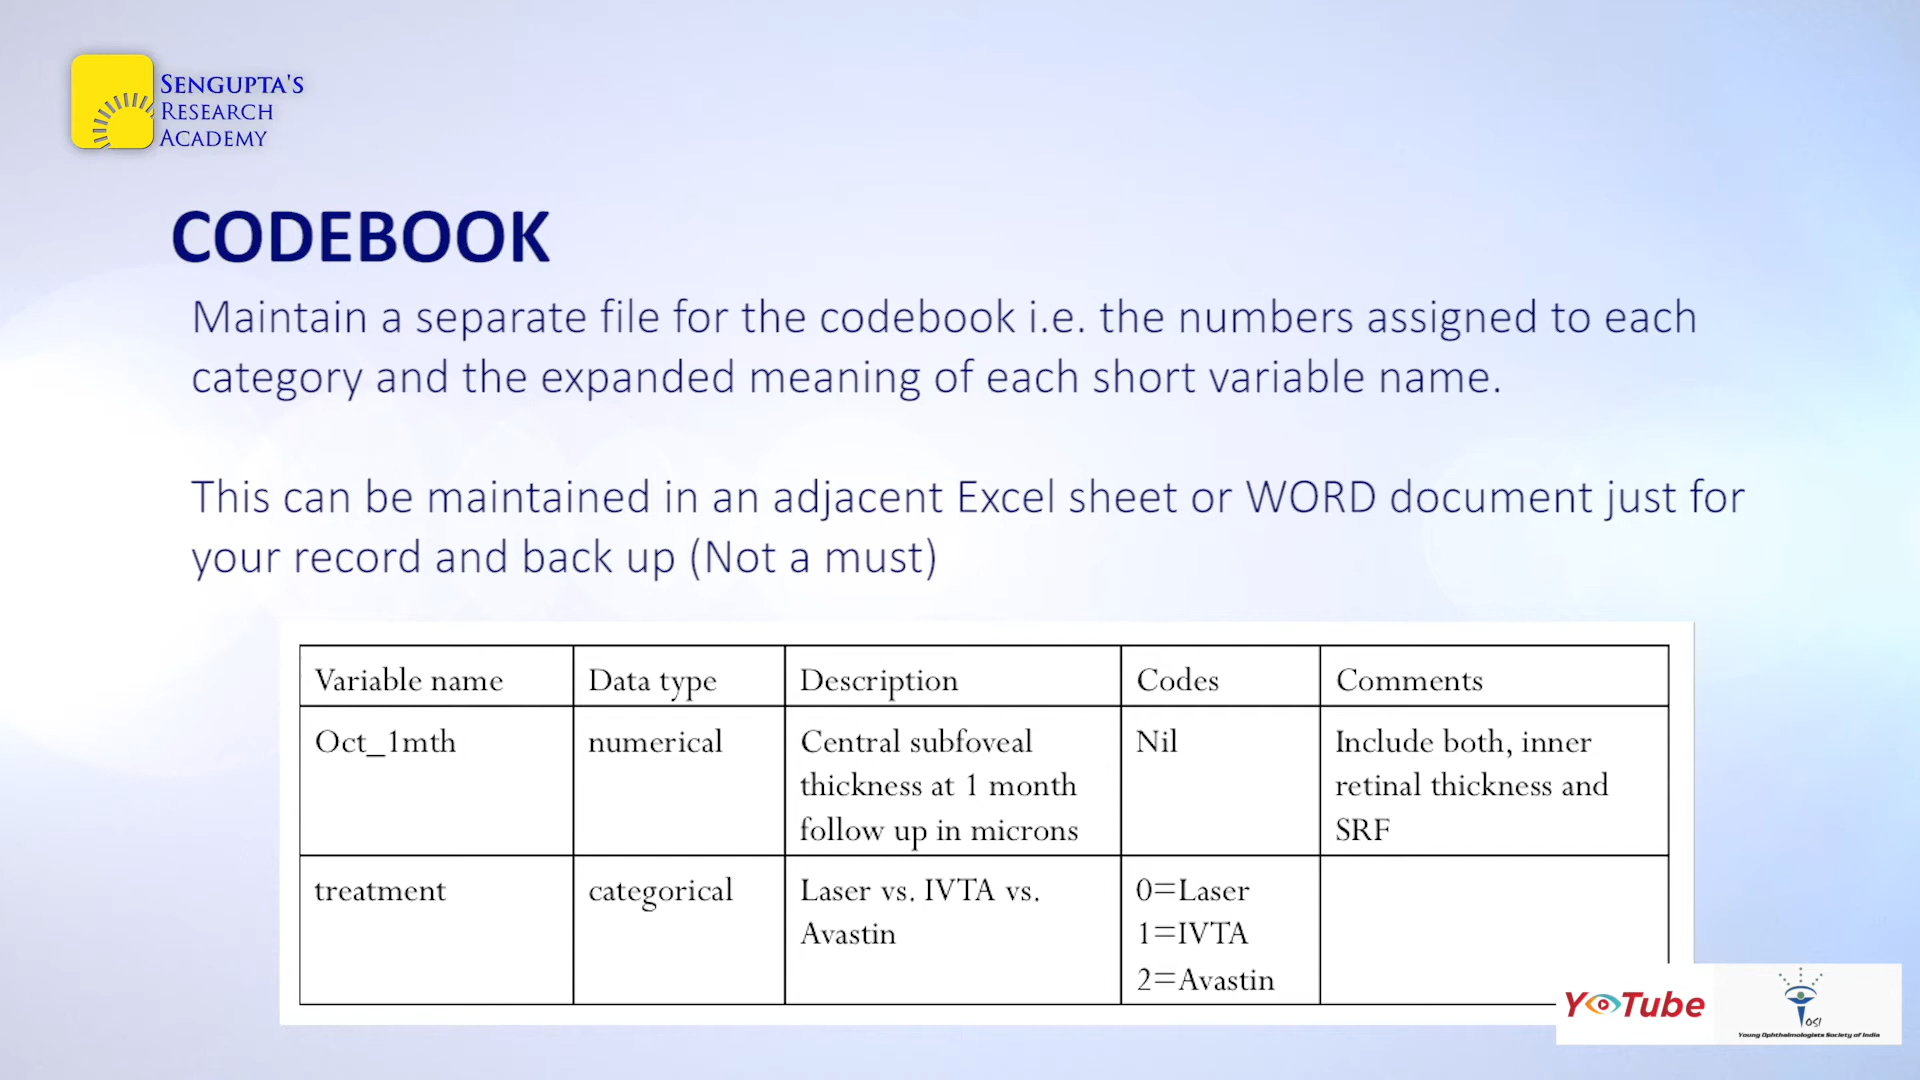 SENGUPTA'S
RESEARCH
ACADEMY
CODEBOOK
Maintain a separate file for the codebook i.e. the numbers assigned to each
category and the expanded meaning of each short variable name.
This can be maintained in an adjacent Excel sheet or WORD document just for
your record and back up (Not a must)
Variable name Data type Description Codes Comments
Oct_1mth numerical Central subfoveal Nil Include both, inner
thickness at 1 month retinal thickness and
follow up in microns SRF
treatment categorical Laser vs. IVTA vs. 0=Laser
Avastin 1=IVTA
2=Avastin
YoTube
OSI
Young Ophthalmologists Society of India